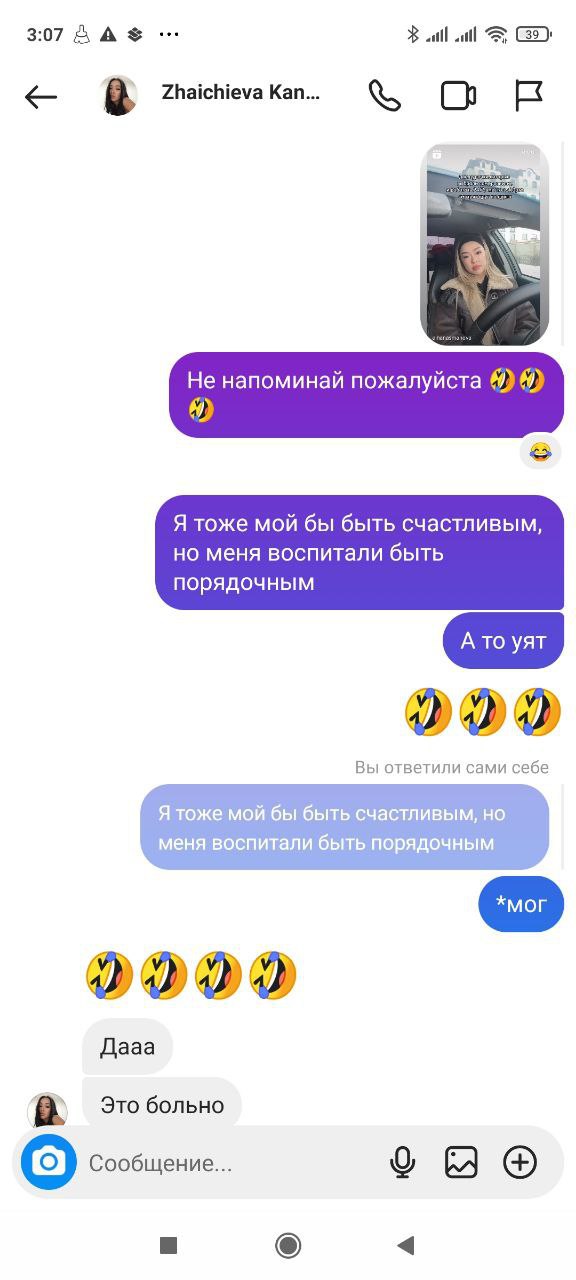 3:07
39
Zhaichieva Kan...
Не напоминай пожалуйста 🤣🤣
🤣
😂
Я тоже мой бы быть счастливым,
но меня воспитали быть
порядочным
А то уят
🤣🤣🤣
Вы ответили сами себе
Я тоже мой бы быть счастливым, но
меня воспитали быть порядочным
*мог
🤣🤣🤣🤣
Дааа
Это больно
Сообщение...